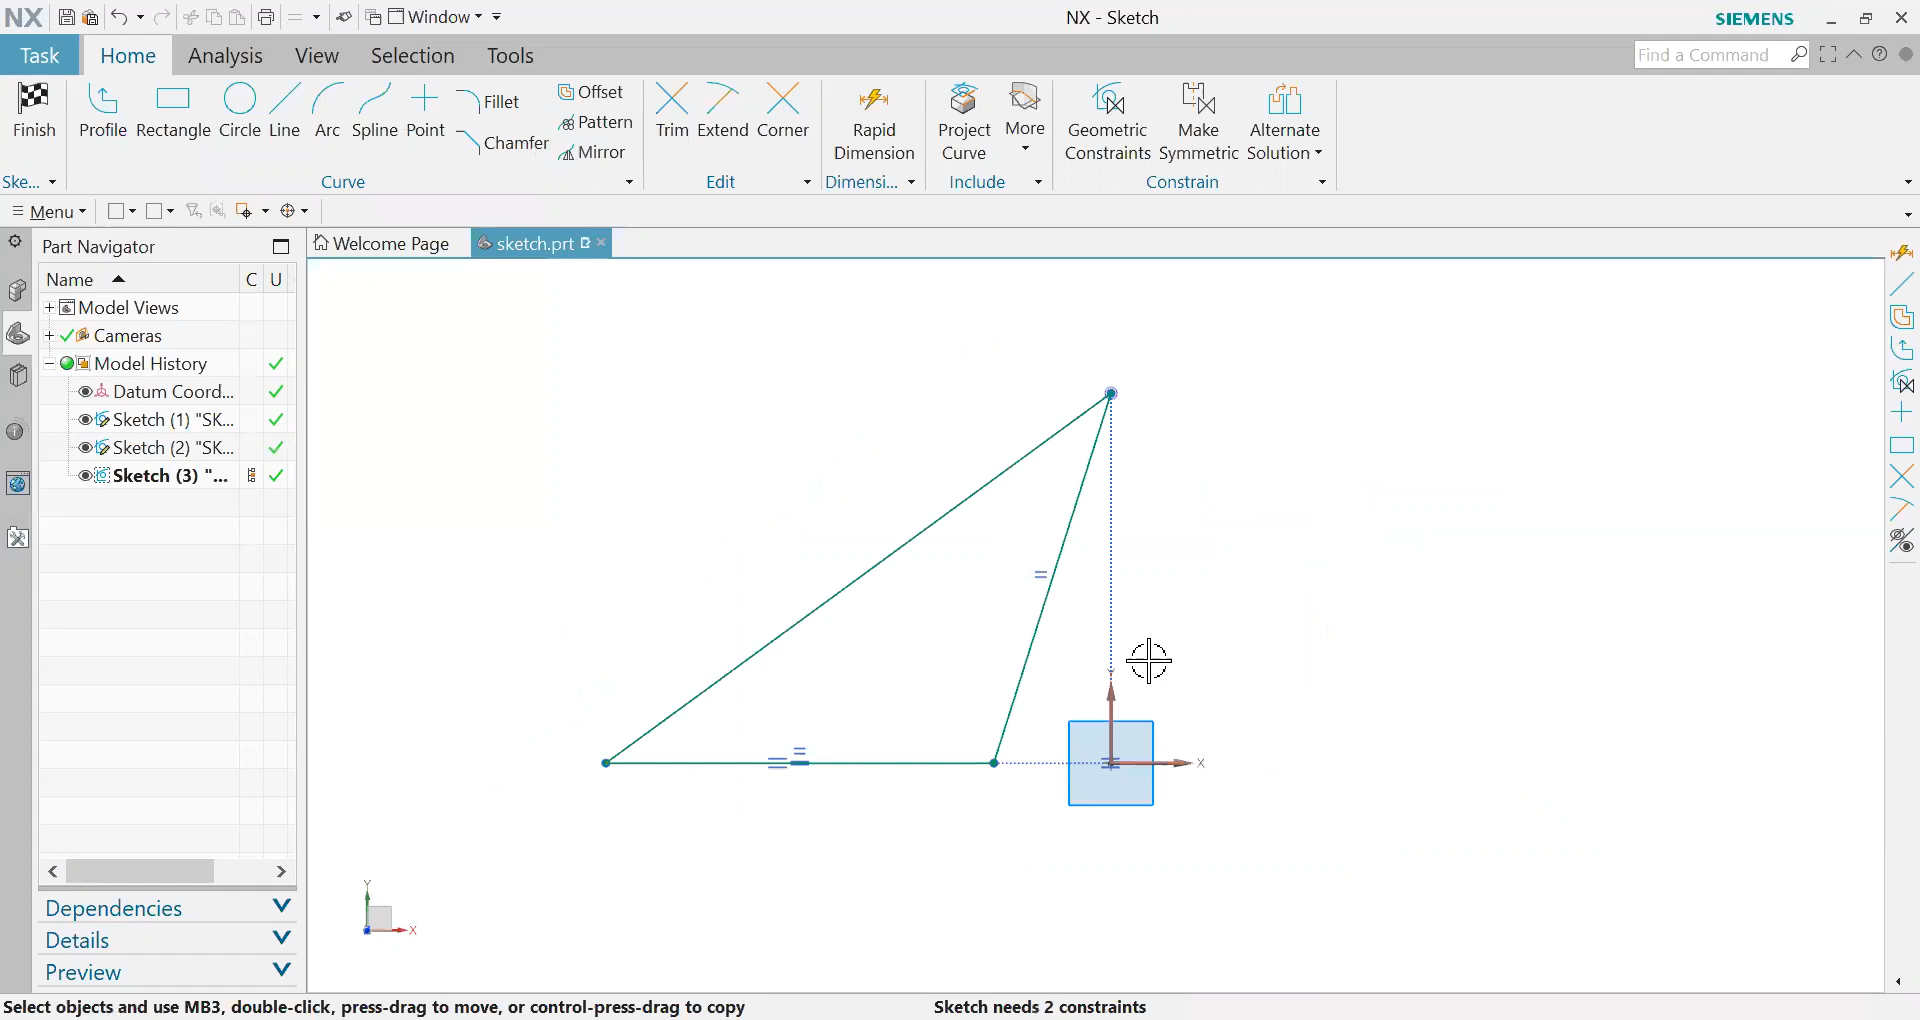 NX Window NX - Sketch SIEMENS
Task Home Analysis View Selection Tools Find a Command
Finish Profile Rectangle Circle Line Arc Spline Point Fillet Chamfer Offset Pattern Mirror Trim Extend Corner Rapid Dimension Project Curve More Geometric Constraints Make Symmetric Alternate Solution
Ske... Curve Edit Dimensi... Include Constrain
Menu
Part Navigator Welcome Page sketch.prt
Name C U
Model Views
Cameras
Model History
Datum Coord...
Sketch (1) "SK...
Sketch (2) "SK...
Sketch (3) "...
Y
X
Y
X
Dependencies
Details
Preview
Select objects and use MB3, double-click, press-drag to move, or control-press-drag to copy Sketch needs 2 constraints